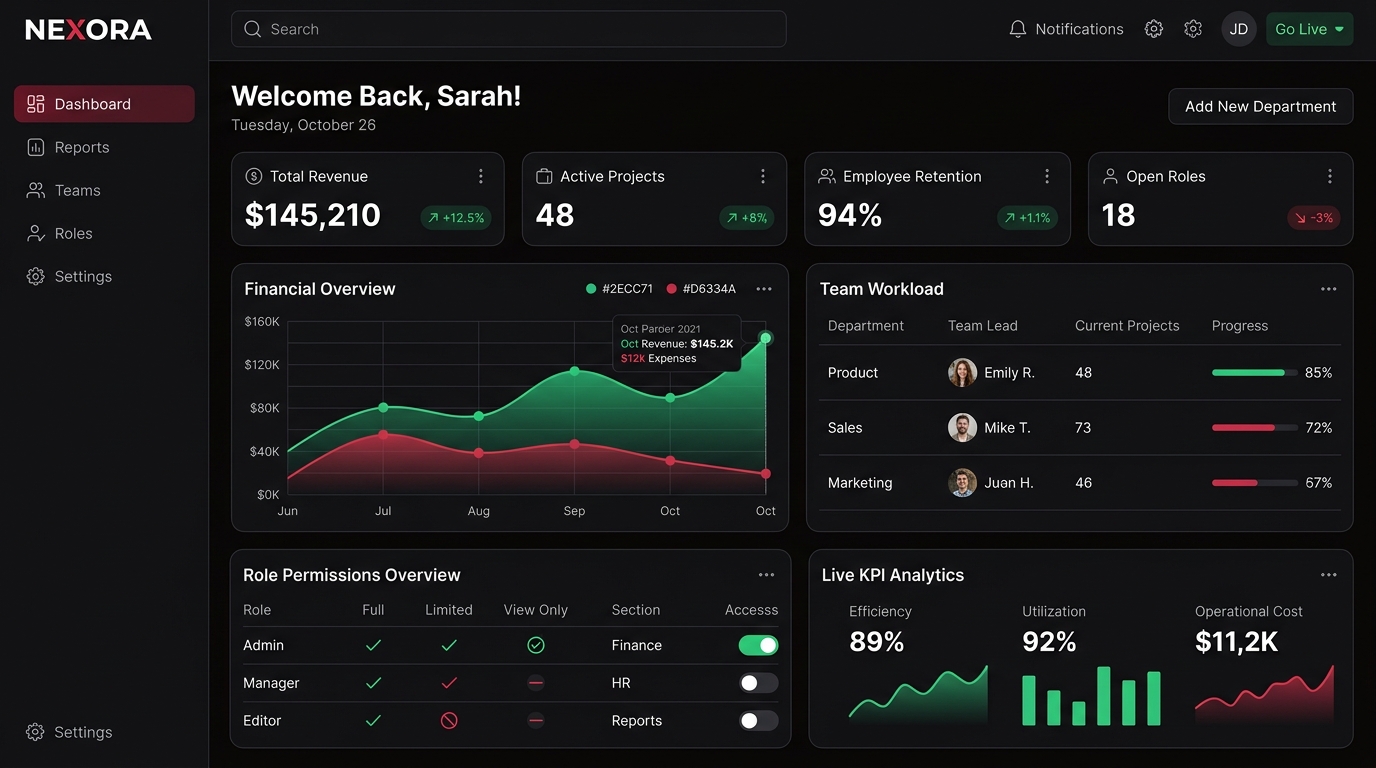 NEXORA
Search
Notifications
JD
Go Live
Dashboard
Reports
Teams
Roles
Settings
Settings
Welcome Back, Sarah!
Tuesday, October 26
Add New Department
Total Revenue
$145,210
+12.5%
Active Projects
48
+8%
Employee Retention
94%
+1.1%
Open Roles
18
-3%
Financial Overview
#2ECC71 #D6334A
$160K
$120K
$80K
$40K
$0K
Jun Jul Aug Sep Oct Oct
Oct Paroer 2021
Oct Revenue: $145.2K
$12K Expenses
Team Workload
Department Team Lead Current Projects Progress
Product Emily R. 48 85%
Sales Mike T. 73 72%
Marketing Juan H. 46 67%
Role Permissions Overview
Role Full Limited View Only Section Accesss
Admin Finance
Manager HR
Editor Reports
Live KPI Analytics
Efficiency
89%
Utilization
92%
Operational Cost
$11,2K